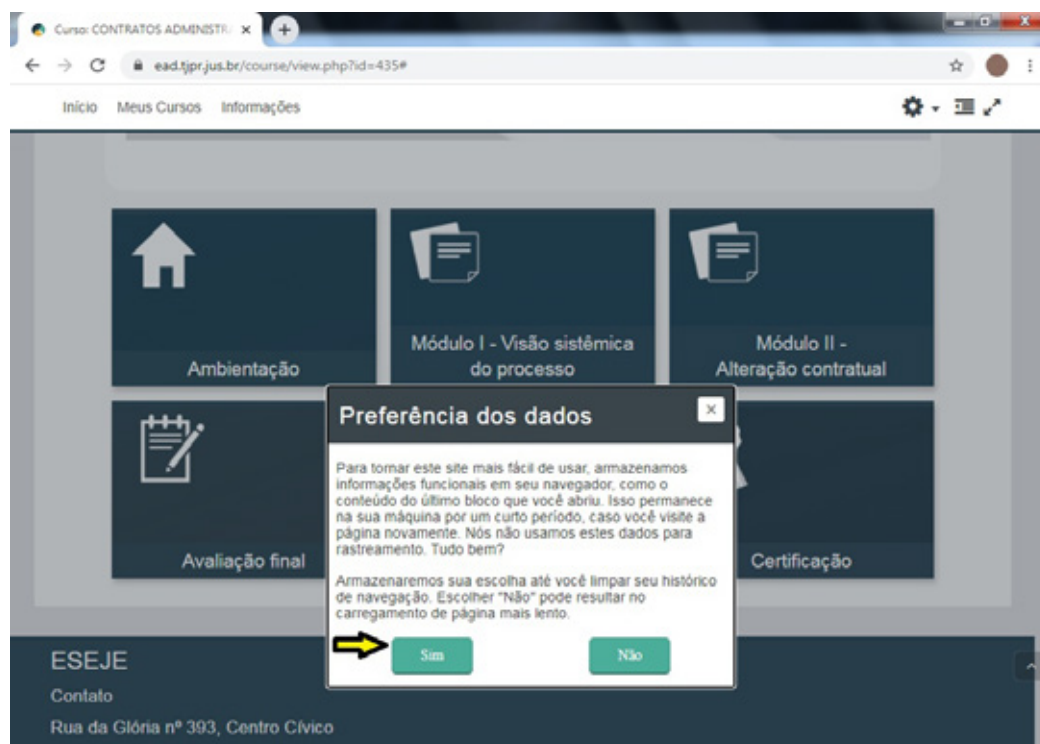 Curso: CONTRATOS ADMINISTR
ead.tjpr.jus.br/course/view.php?id=435#
Início Meus Cursos Informações
Ambientação
Módulo I - Visão sistêmica
do processo
Módulo II -
Alteração contratual
Preferência dos dados
Para tornar este site mais fácil de usar, armazenamos
informações funcionais em seu navegador, como o
conteúdo do último bloco que você abriu. Isso permanece
na sua máquina por um curto período, caso você visite a
página novamente. Nós não usamos estes dados para
rastreamento. Tudo bem?
Armazenaremos sua escolha até você limpar seu histórico
de navegação. Escolher "Não" pode resultar no
carregamento de página mais lento.
Sim Não
Avaliação final
Certificação
ESEJE
Contato
Rua da Glória nº 393, Centro Cívico